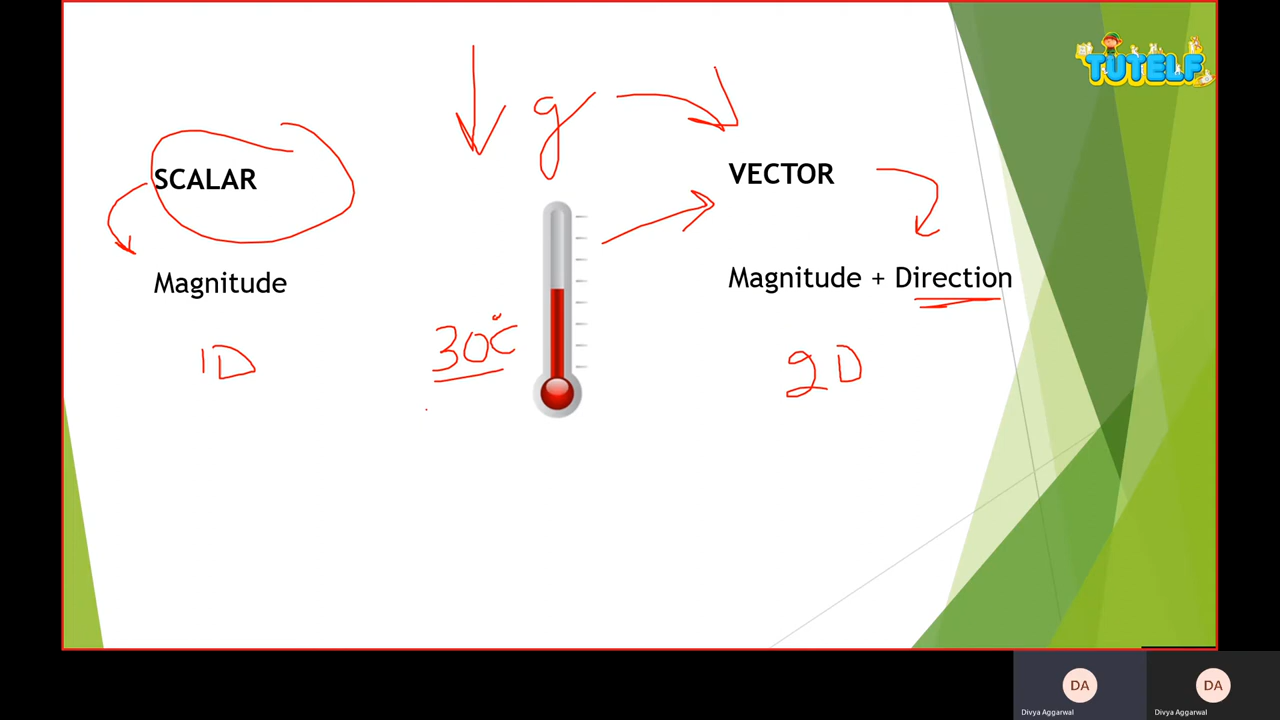 TUTELF
g
SCALAR
VECTOR
Magnitude
Magnitude + Direction
30°C
1D
2D
DA
DA
Divya Aggarwal
Divya Aggarwal